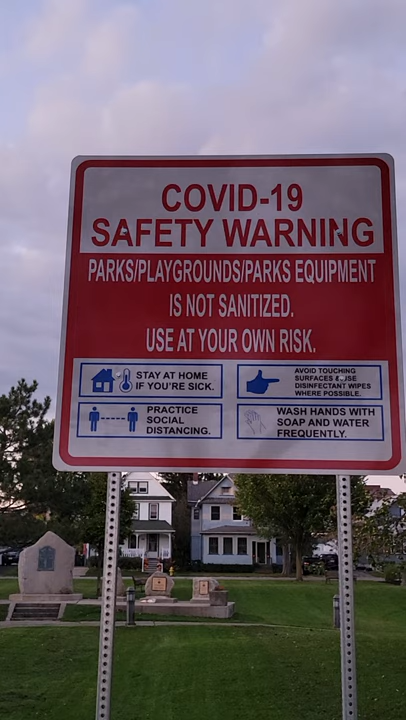 COVID-19
SAFETY WARNING
PARKS/PLAYGROUNDS/PARKS EQUIPMENT
IS NOT SANITIZED.
USE AT YOUR OWN RISK.
STAY AT HOME
IF YOU'RE SICK.
AVOID TOUCHING
SURFACES & USE
DISINFECTANT WIPES
WHERE POSSIBLE.
PRACTICE
SOCIAL
DISTANCING.
WASH HANDS WITH
SOAP AND WATER
FREQUENTLY.